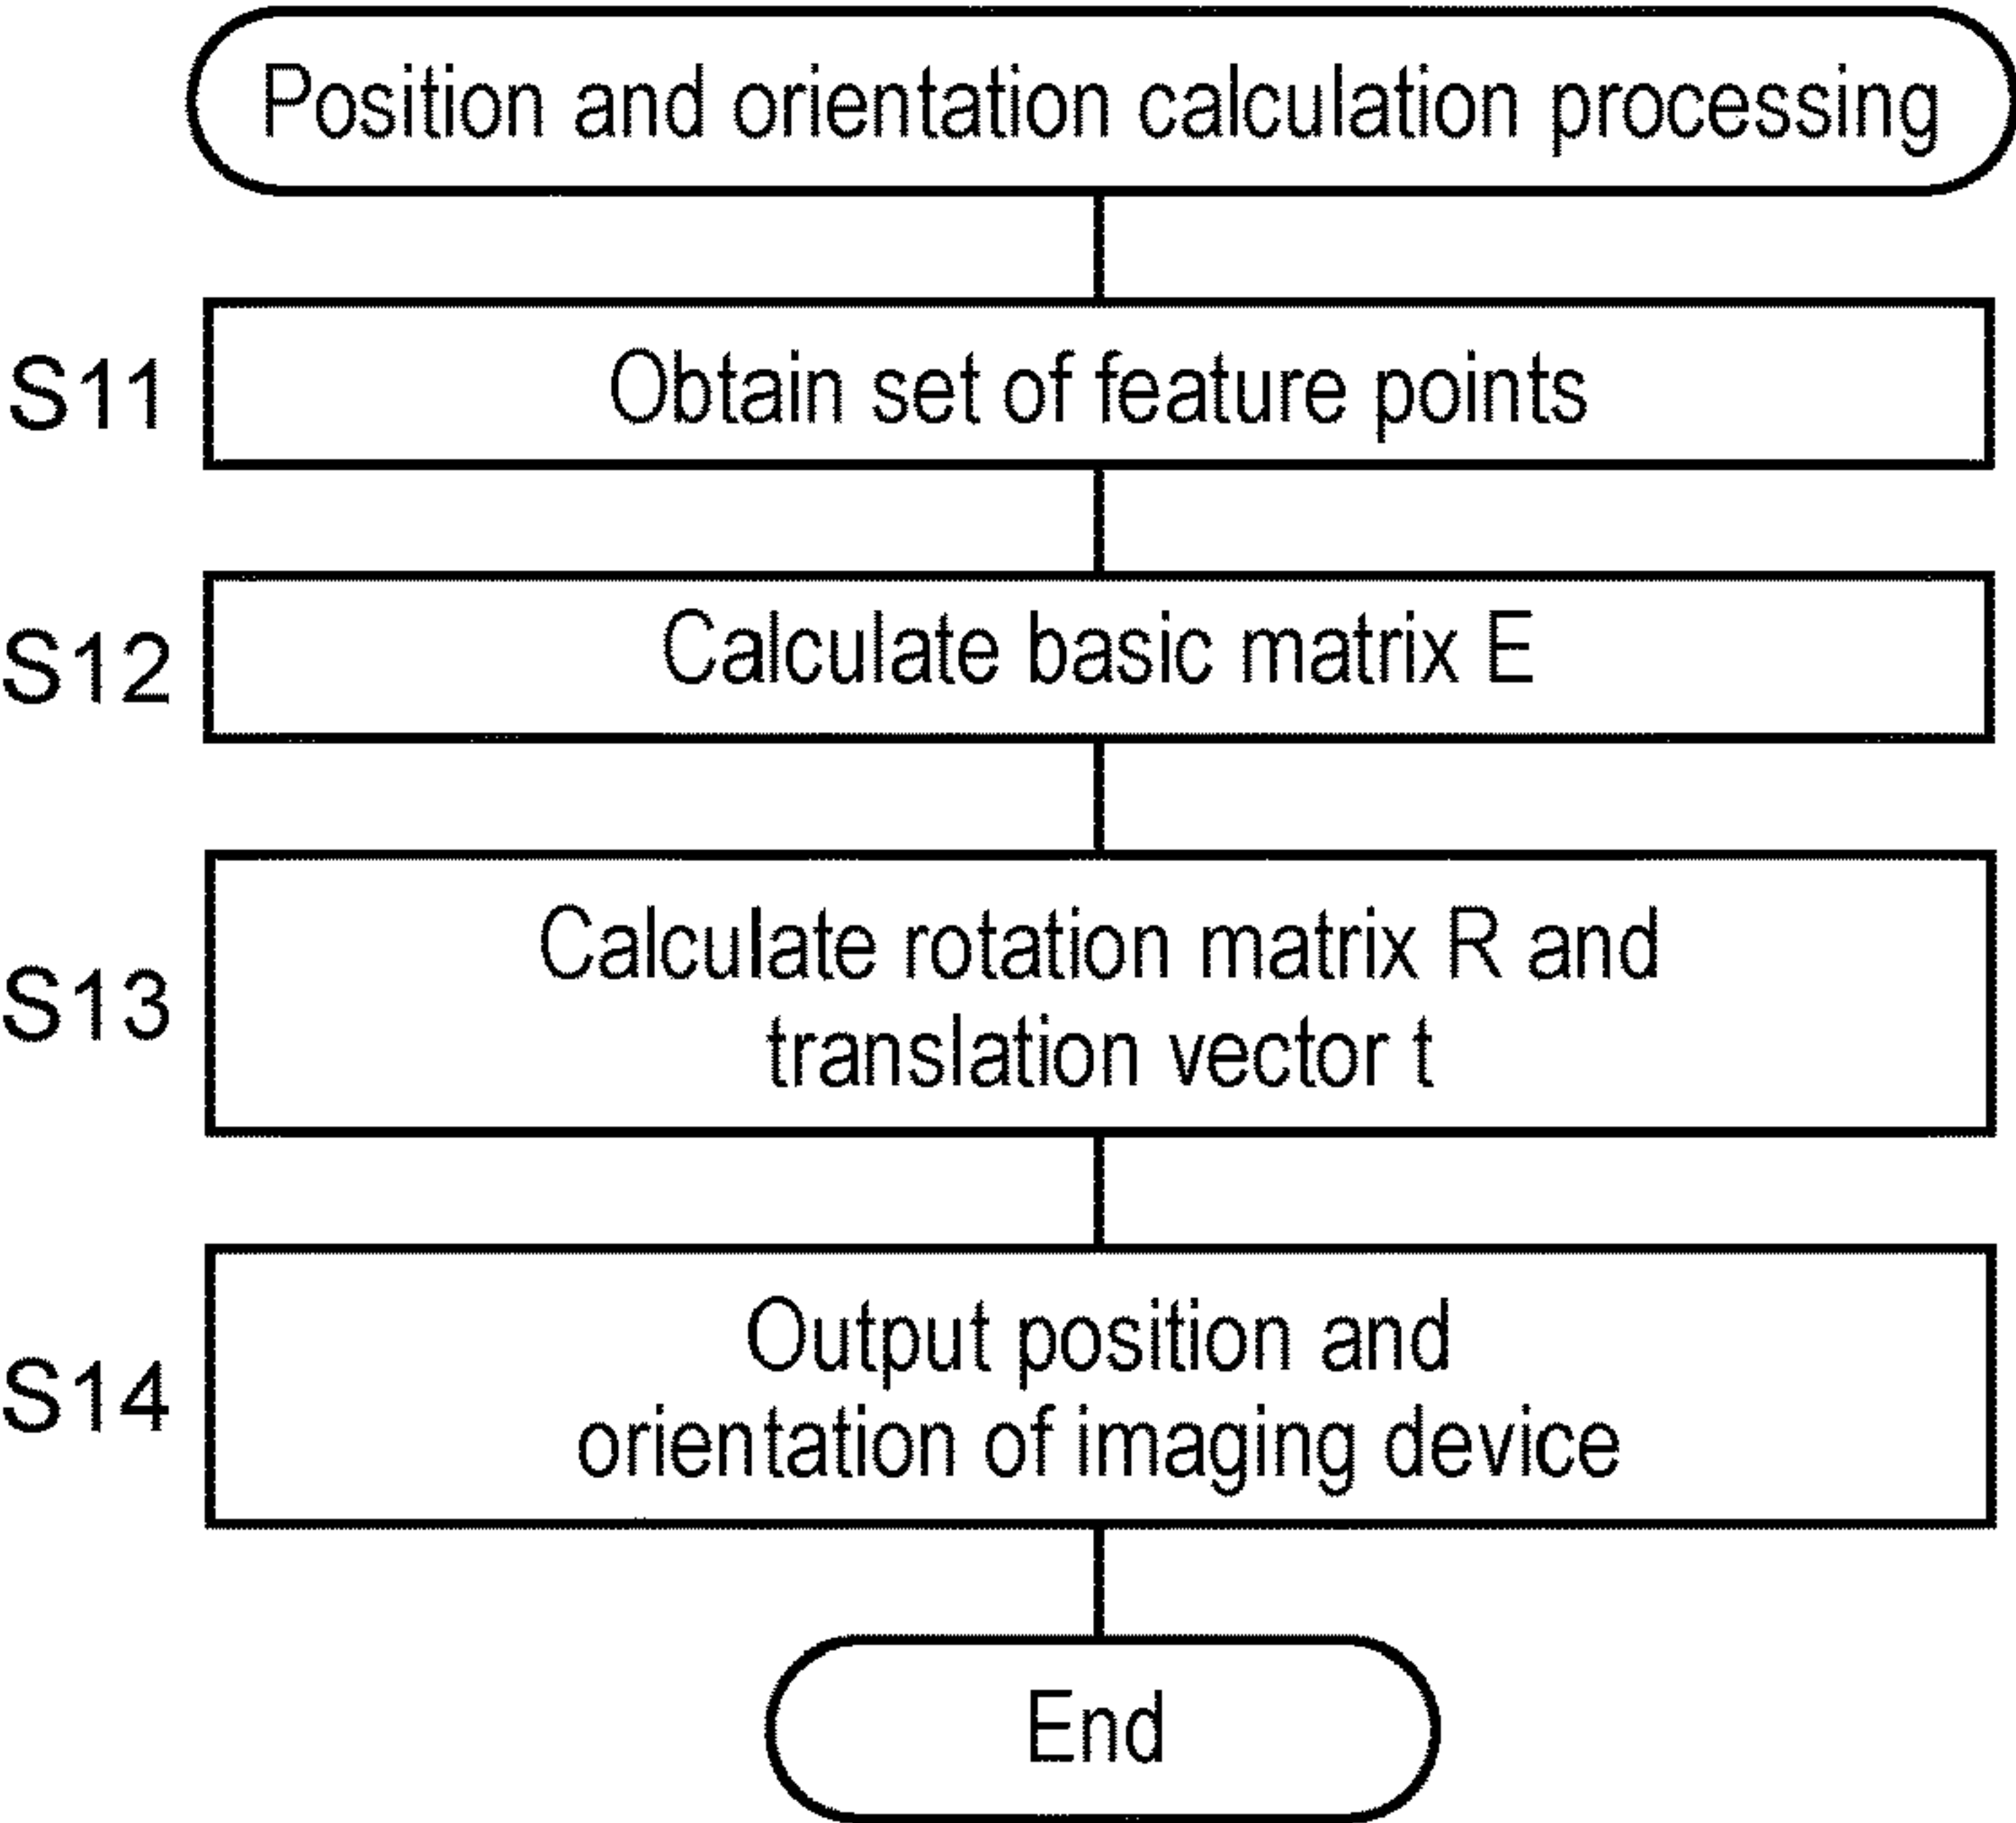 Position and orientation calculation processing
S11
Obtain set of feature points
S12
Calculate basic matrix E
S13
Calculate rotation matrix R and
translation vector t
S14
Output position and
orientation of imaging device
End